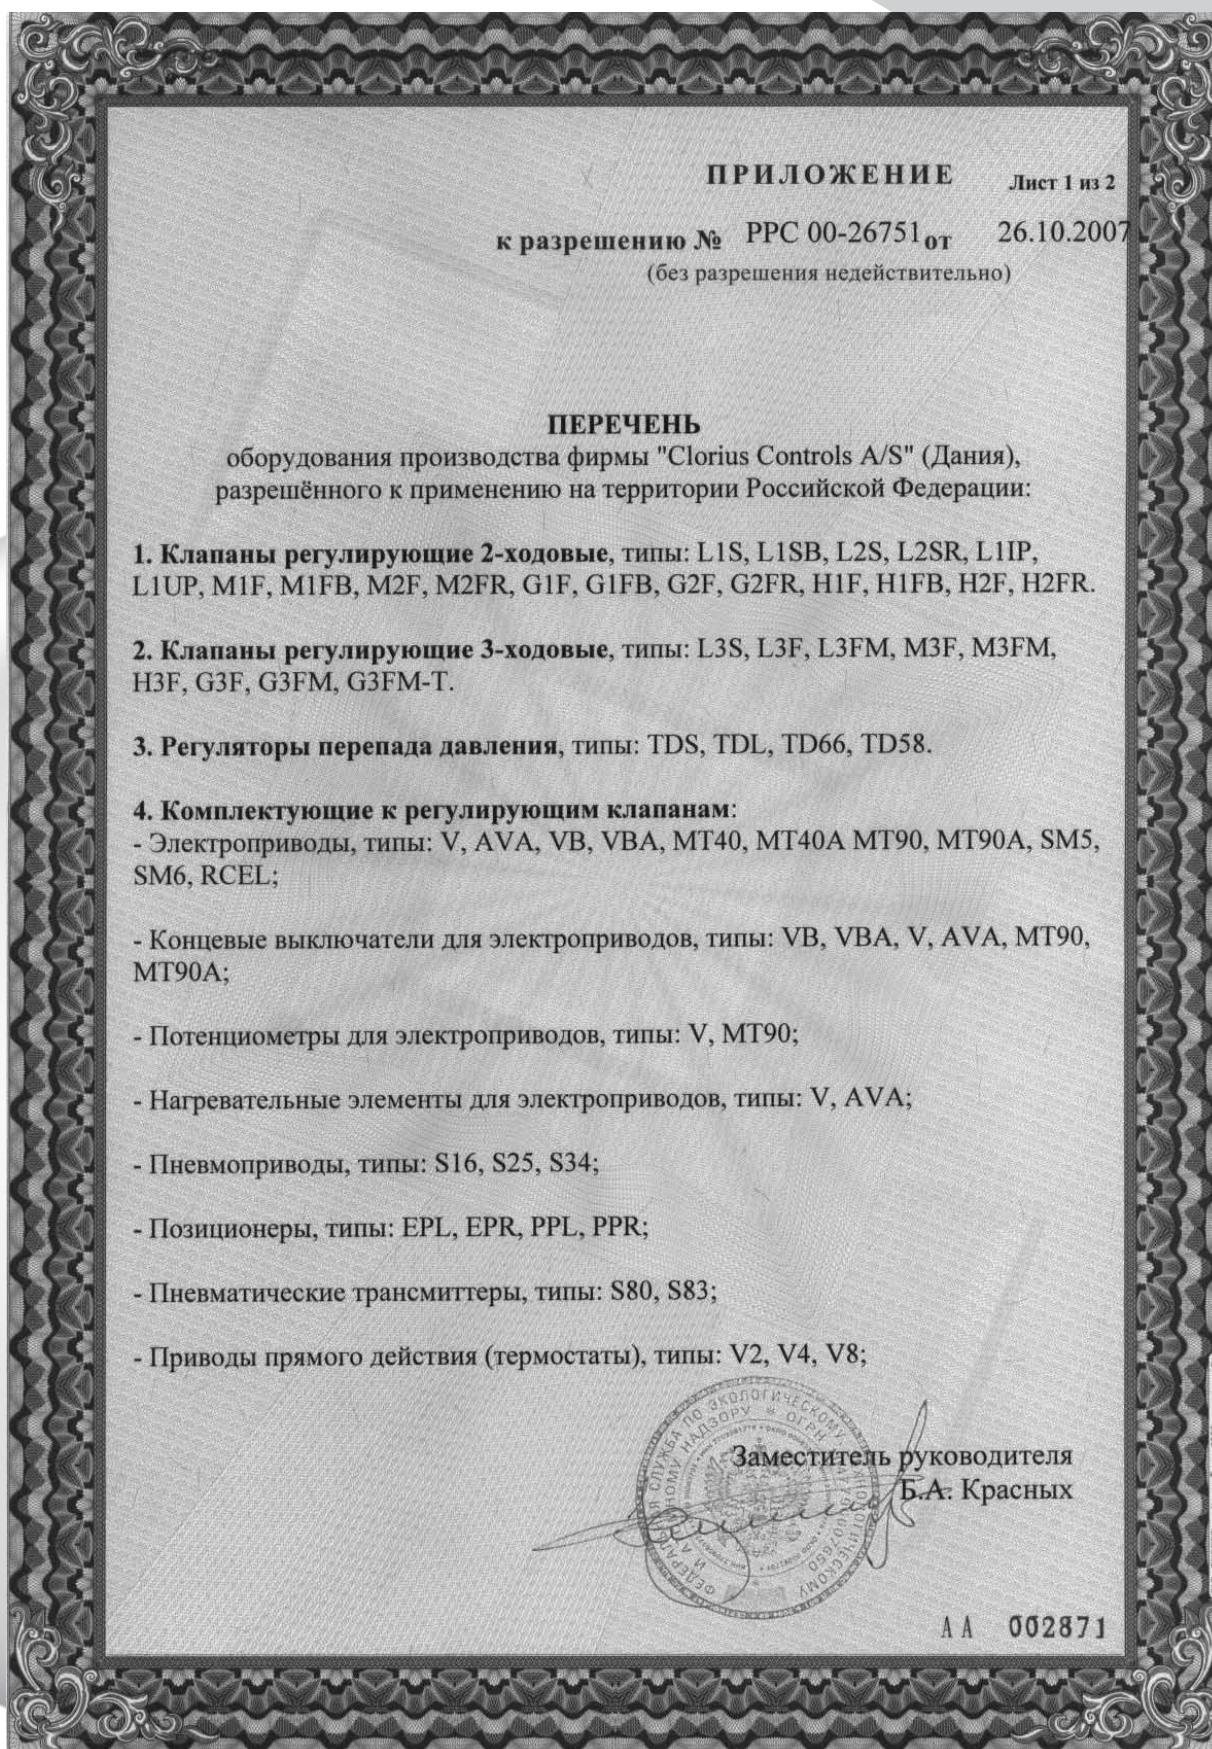 ПРИЛОЖЕНИЕ Лист 1 из 2
к разрешению № РРС 00-26751 от 26.10.2007
(без разрешения недействительно)
ПЕРЕЧЕНЬ
оборудования производства фирмы "Clorius Controls A/S" (Дания),
разрешённого к применению на территории Российской Федерации:
1. Клапаны регулирующие 2-ходовые, типы: L1S, L1SB, L2S, L2SR, L1IP,
L1UP, M1F, M1FB, M2F, M2FR, G1F, G1FB, G2F, G2FR, H1F, H1FB, H2F, H2FR.
2. Клапаны регулирующие 3-ходовые, типы: L3S, L3F, L3FM, M3F, M3FM,
H3F, G3F, G3FM, G3FM-T.
3. Регуляторы перепада давления, типы: TDS, TDL, TD66, TD58.
4. Комплектующие к регулирующим клапанам:
- Электроприводы, типы: V, AVA, VB, VBA, MT40, MT40A MT90, MT90A, SM5,
SM6, RCEL;
- Концевые выключатели для электроприводов, типы: VB, VBA, V, AVA, MT90,
MT90A;
- Потенциометры для электроприводов, типы: V, MT90;
- Нагревательные элементы для электроприводов, типы: V, AVA;
- Пневмоприводы, типы: S16, S25, S34;
- Позиционеры, типы: EPL, EPR, PPL, PPR;
- Пневматические трансмиттеры, типы: S80, S83;
- Приводы прямого действия (термостаты), типы: V2, V4, V8;
Заместитель руководителя
Б.А. Красных
АА 002871